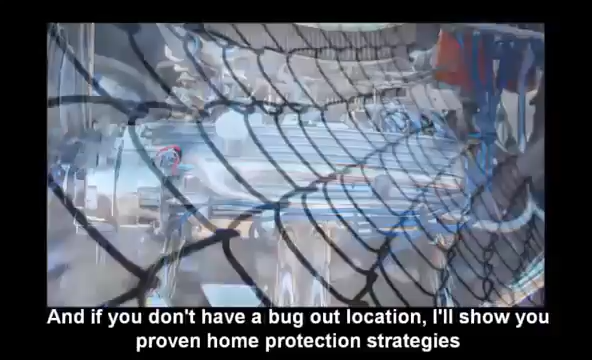 And if you don't have a bug out location, I'll show you
proven home protection strategies